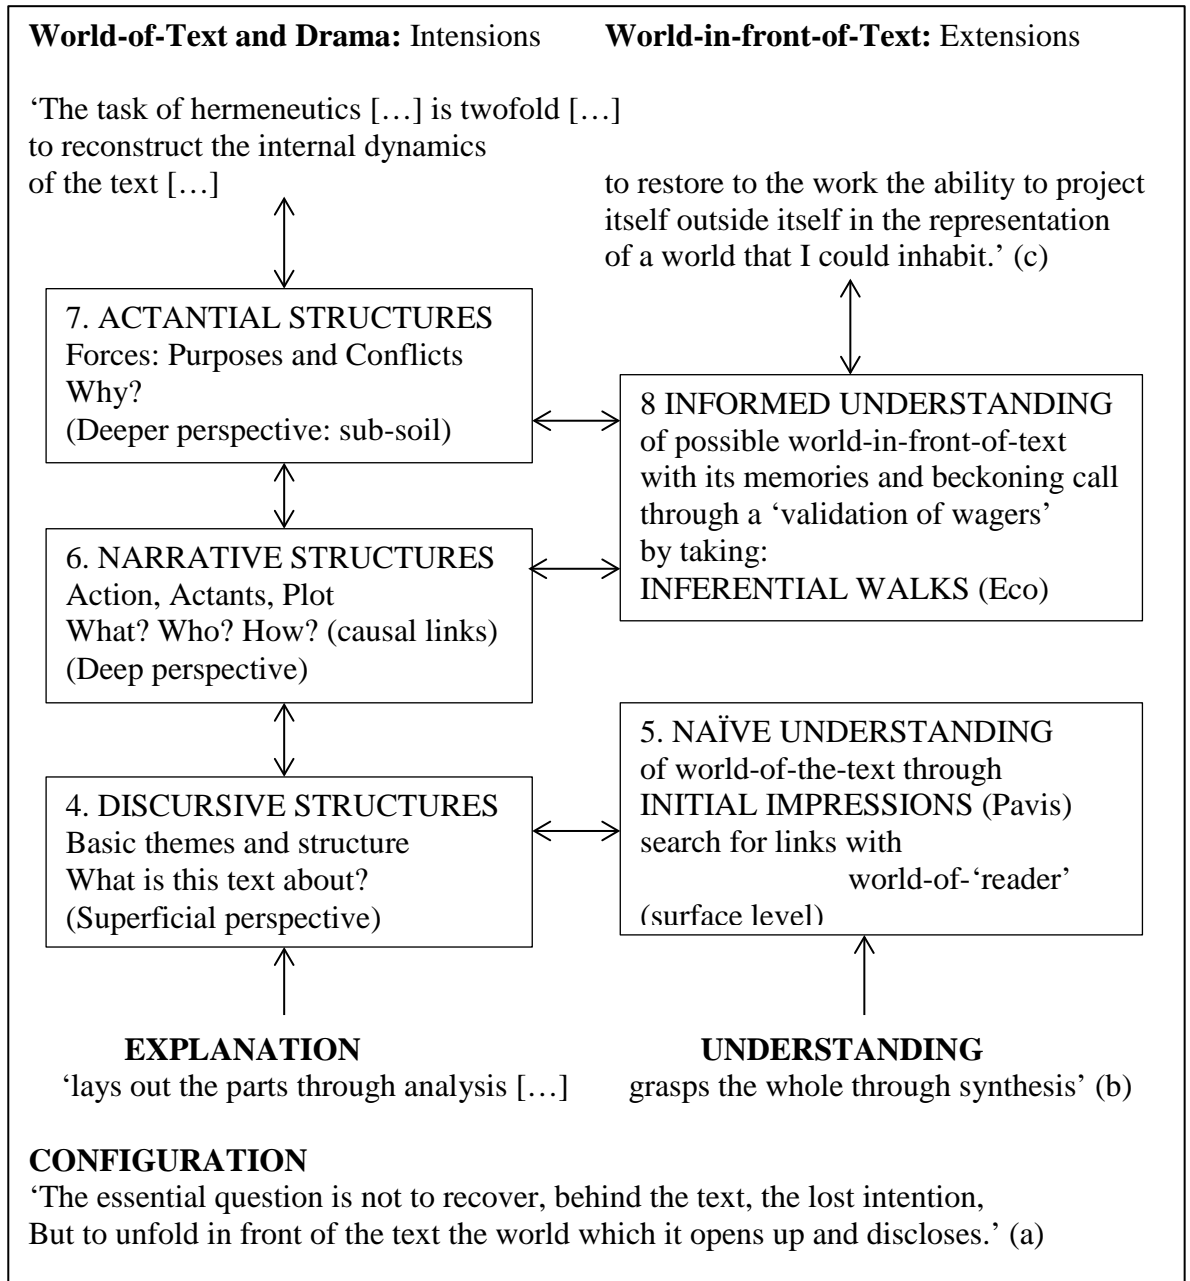 World-of-Text and Drama: Intensions
World-in-front-of-Text: Extensions
‘The task of hermeneutics […] is twofold […]
to reconstruct the internal dynamics
of the text […]
to restore to the work the ability to project
itself outside itself in the representation
of a world that I could inhabit.’ (c)
7. ACTANTIAL STRUCTURES
Forces: Purposes and Conflicts
Why?
(Deeper perspective: sub-soil)
8 INFORMED UNDERSTANDING
of possible world-in-front-of-text
with its memories and beckoning call
through a ‘validation of wagers’
by taking:
INFERENTIAL WALKS (Eco)
6. NARRATIVE STRUCTURES
Action, Actants, Plot
What? Who? How? (causal links)
(Deep perspective)
5. NAÏVE UNDERSTANDING
of world-of-the-text through
INITIAL IMPRESSIONS (Pavis)
search for links with
world-of-‘reader’
(surface level)
4. DISCURSIVE STRUCTURES
Basic themes and structure
What is this text about?
(Superficial perspective)
EXPLANATION
‘lays out the parts through analysis […]
UNDERSTANDING
grasps the whole through synthesis’ (b)
CONFIGURATION
‘The essential question is not to recover, behind the text, the lost intention,
But to unfold in front of the text the world which it opens up and discloses.’ (a)